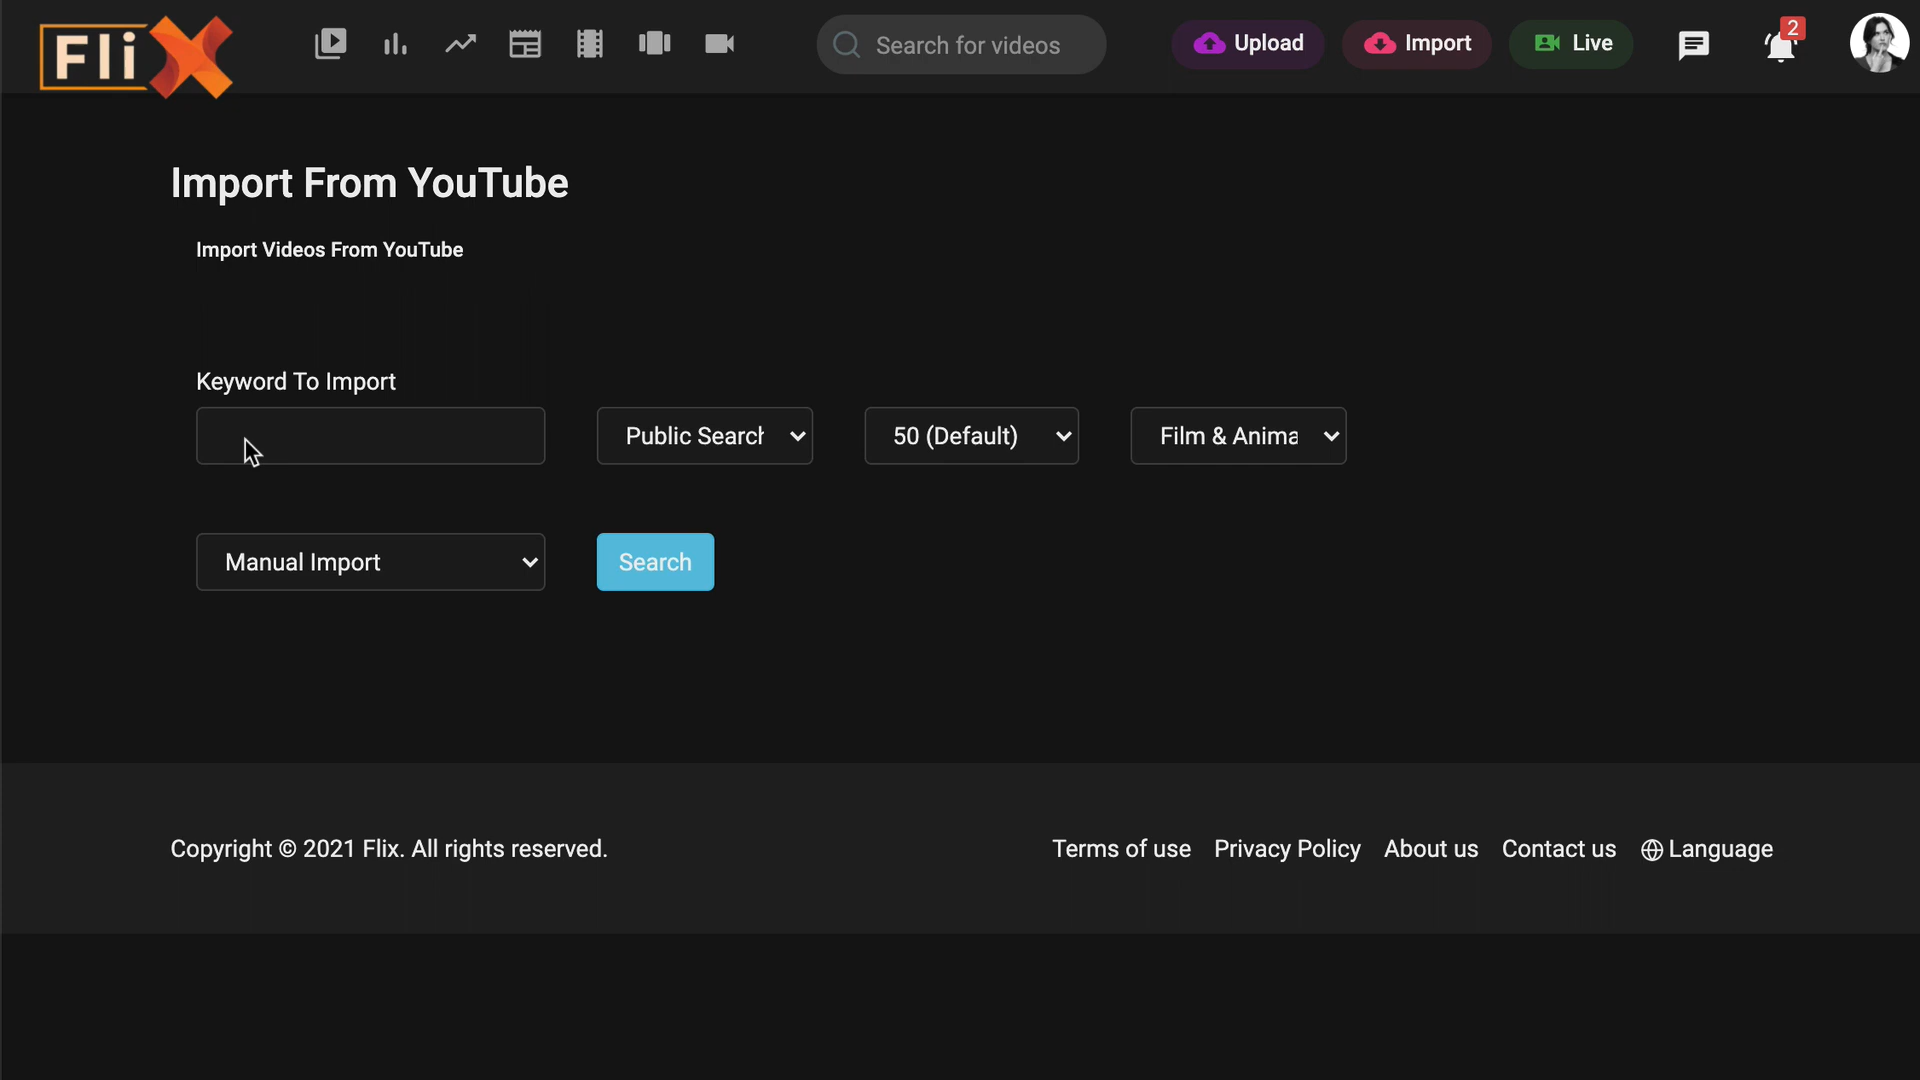 FliX
Search for videos
Upload
Import
Live
2
Import From YouTube
Import Videos From YouTube
Keyword To Import
Public Search
50 (Default)
Film & Anima
Manual Import
Search
Copyright © 2021 Flix. All rights reserved.
Terms of use
Privacy Policy
About us
Contact us
Language